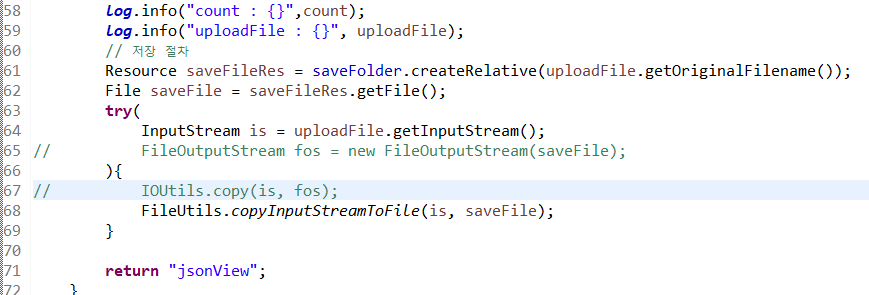 58 log.info("count : {}",count);
59 log.info("uploadFile : {}", uploadFile);
60 // 저장 절차
61 Resource saveFileRes = saveFolder.createRelative(uploadFile.getOriginalFilename());
62 File saveFile = saveFileRes.getFile();
63 try(
64 InputStream is = uploadFile.getInputStream();
65 // FileOutputStream fos = new FileOutputStream(saveFile);
66 ){
67 // IOUtils.copy(is, fos);
68 FileUtils.copyInputStreamToFile(is, saveFile);
69 }
70
71 return "jsonView";
72 }